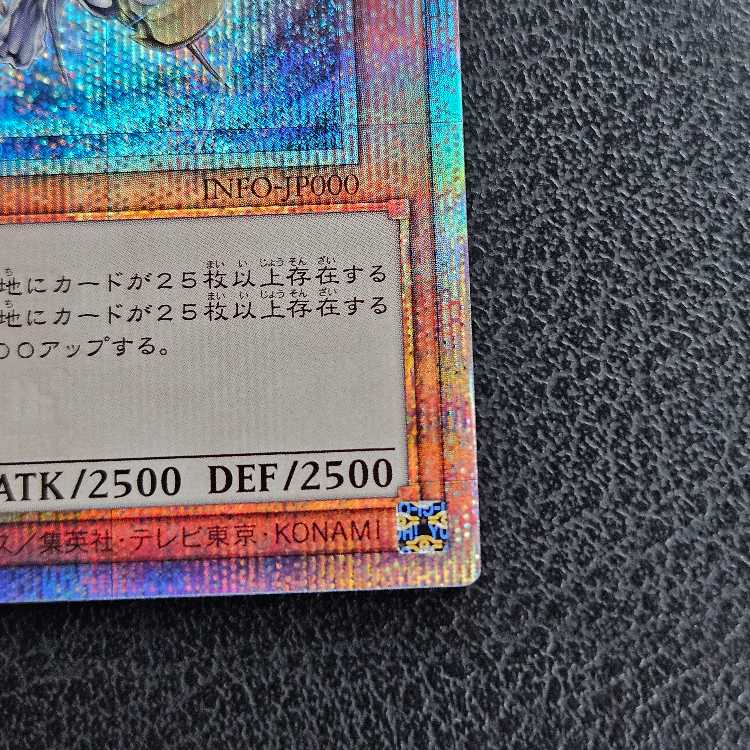 INFO-JP000
地にカードが２５枚以上存在する
地にカードが２５枚以上存在する
００アップする。
ATK/2500 DEF/2500
ス／集英社・テレビ東京・KONAMI